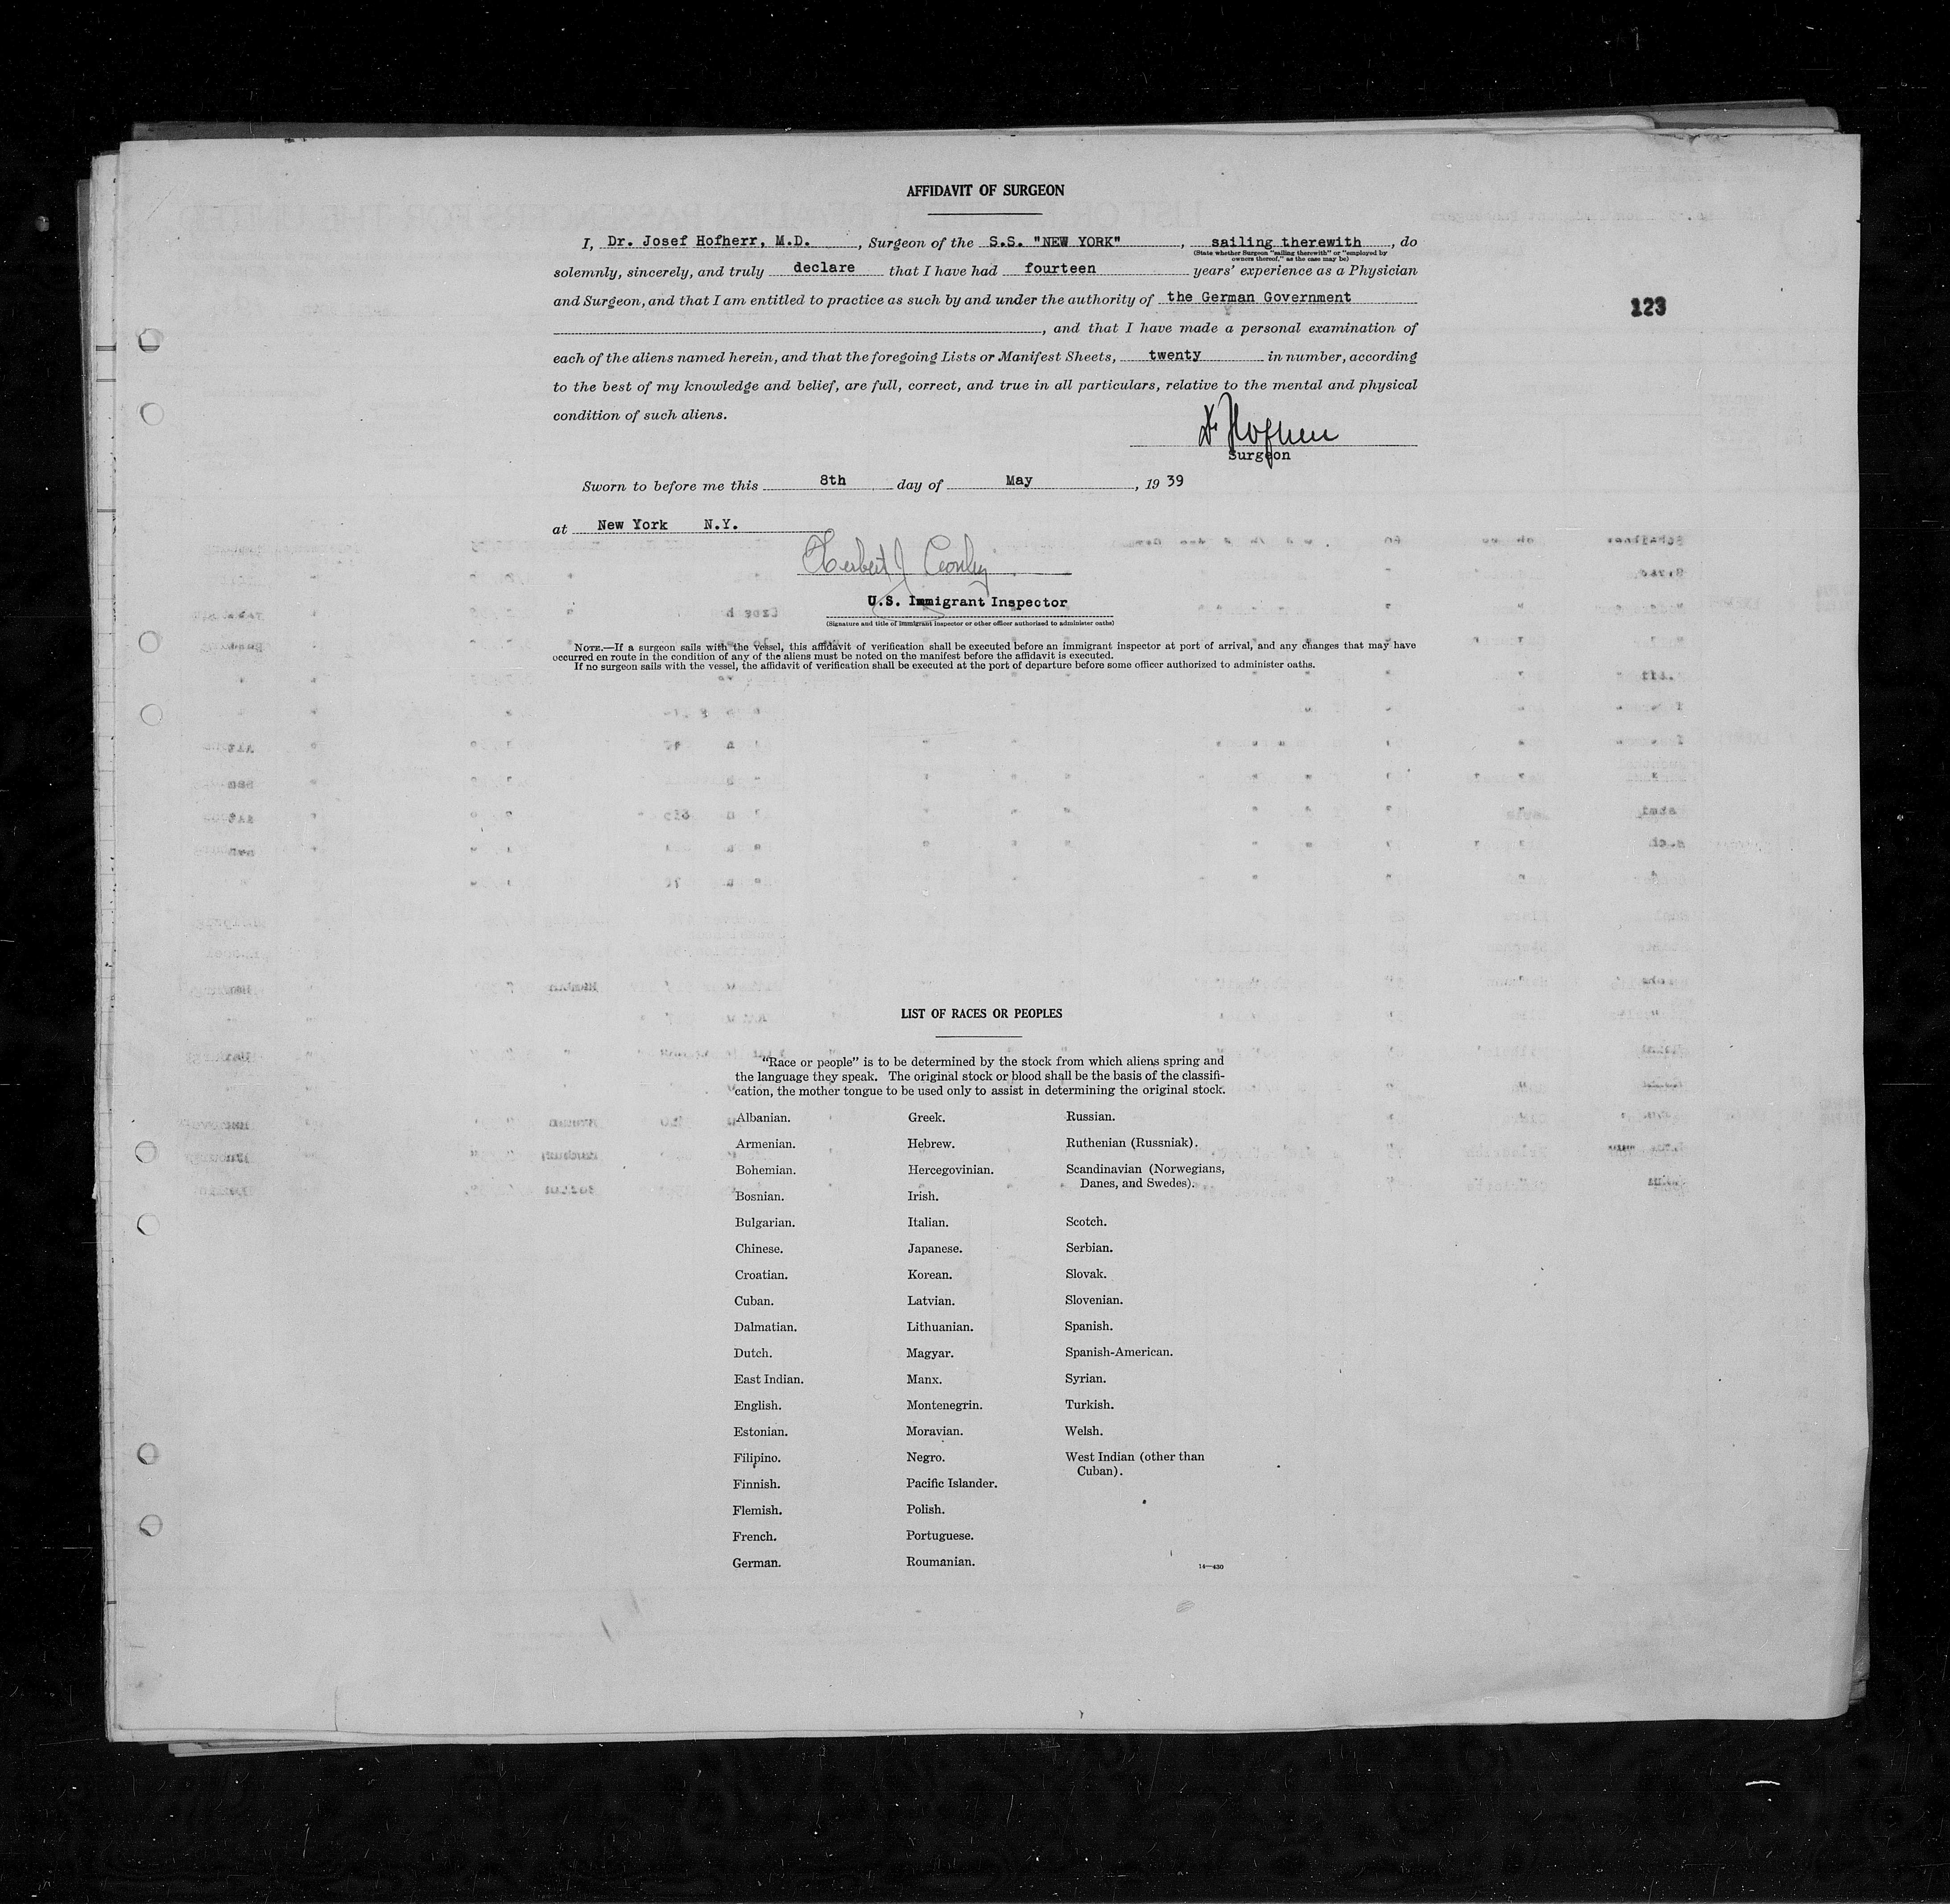 AFFIDAVIT OF SURGEON
I, Dr. Josef Hofherr, M.D. , Surgeon of the S.S. "NEW YORK" , sailing therewith , do
(State whether Surgeon "sailing therewith" or "employed by
owners thereof," as the case may be)
solemnly, sincerely, and truly declare that I have had fourteen years' experience as a Physician
and Surgeon, and that I am entitled to practice as such by and under the authority of the German Government
123
, and that I have made a personal examination of
each of the aliens named herein, and that the foregoing Lists or Manifest Sheets, twenty in number, according
to the best of my knowledge and belief, are full, correct, and true in all particulars, relative to the mental and physical
condition of such aliens.
Dr Hofherr
Surgeon
Sworn to before me this 8th day of May , 19 39
at New York N.Y.
Herbert J
U.S. Immigrant Inspector
(Signature and title of immigrant inspector or other officer authorized to administer oaths)
NOTE.—If a surgeon sails with the vessel, this affidavit of verification shall be executed before an immigrant inspector at port of arrival, and any changes that may have
occurred en route in the condition of any of the aliens must be noted on the manifest before the affidavit is executed.
If no surgeon sails with the vessel, the affidavit of verification shall be executed at the port of departure before some officer authorized to administer oaths.
LIST OF RACES OR PEOPLES
"Race or people" is to be determined by the stock from which aliens spring and
the language they speak. The original stock or blood shall be the basis of the classifi-
cation, the mother tongue to be used only to assist in determining the original stock.
Albanian.
Armenian.
Bohemian.
Bosnian.
Bulgarian.
Chinese.
Croatian.
Cuban.
Dalmatian.
Dutch.
East Indian.
English.
Estonian.
Filipino.
Finnish.
Flemish.
French.
German.
Greek.
Hebrew.
Hercegovinian.
Irish.
Italian.
Japanese.
Korean.
Latvian.
Lithuanian.
Magyar.
Manx.
Montenegrin.
Moravian.
Negro.
Pacific Islander.
Polish.
Portuguese.
Roumanian.
Russian.
Ruthenian (Russniak).
Scandinavian (Norwegians,
Danes, and Swedes).
Scotch.
Serbian.
Slovak.
Slovenian.
Spanish.
Spanish-American.
Syrian.
Turkish.
Welsh.
West Indian (other than
Cuban).
14—430